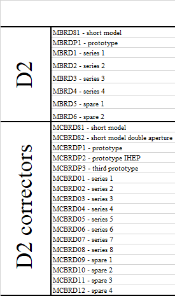 D2
MBRDS1 - short model
MBRDP1 - prototype
MBRD1 - series 1
MBRD2 - series 2
MBRD3 - series 3
MBRD4 - series 4
MBRD5 - spare 1
MBRD6 - spare 2
D2 correctors
MCBRDS1 - short model
MCBRDS2 - short model double aperture
MCBRDP1 - prototype
MCBRDP2 - prototype IHEP
MCBRDP3 - third prototype
MCBRD01 - series 1
MCBRD02 - series 2
MCBRD03 - series 3
MCBRD04 - series 4
MCBRD05 - series 5
MCBRD06 - series 6
MCBRD07 - series 7
MCBRD08 - series 8
MCBRD09 - spare 1
MCBRD10 - spare 2
MCBRD11 - spare 3
MCBRD12 - spare 4